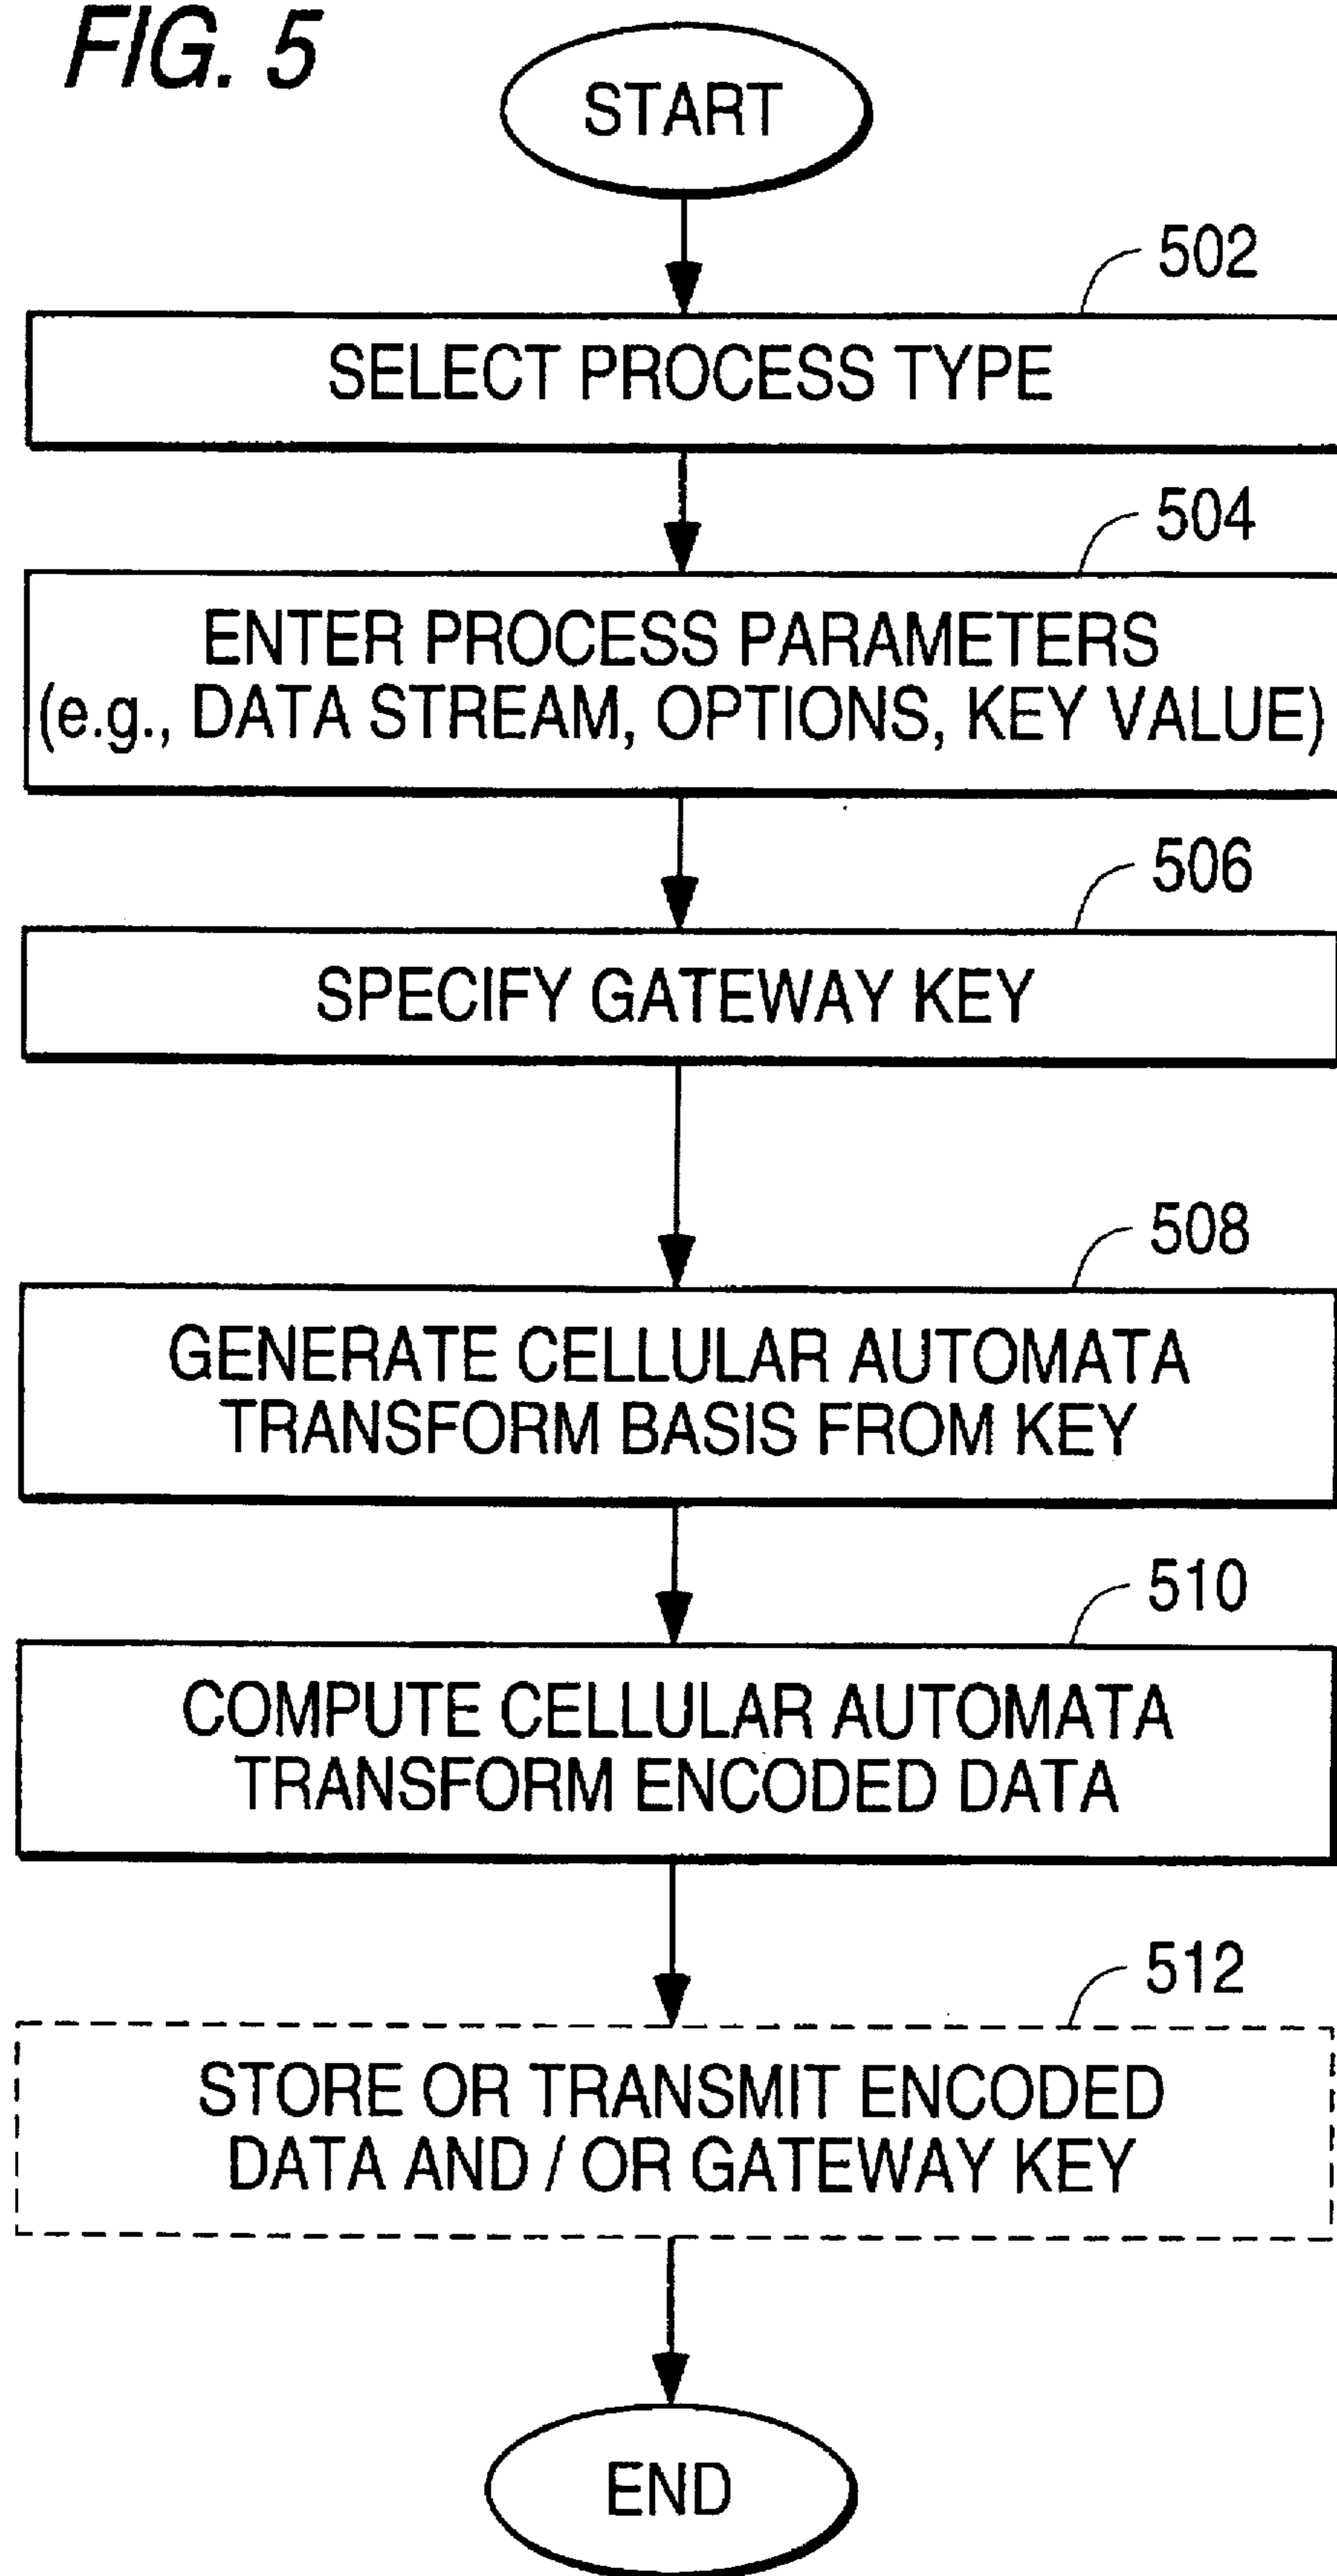 FIG. 5
START
502
SELECT PROCESS TYPE
504
ENTER PROCESS PARAMETERS
(e.g., DATA STREAM, OPTIONS, KEY VALUE)
506
SPECIFY GATEWAY KEY
508
GENERATE CELLULAR AUTOMATA
TRANSFORM BASIS FROM KEY
510
COMPUTE CELLULAR AUTOMATA
TRANSFORM ENCODED DATA
512
STORE OR TRANSMIT ENCODED
DATA AND / OR GATEWAY KEY
END